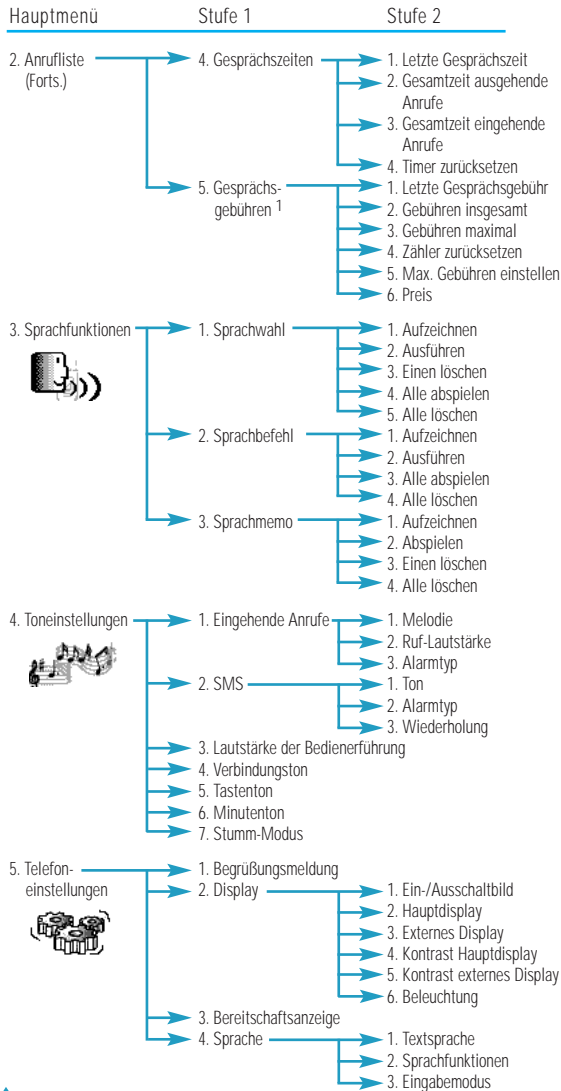 Hauptmenü Stufe 1 Stufe 2
2. Anrufliste
(Forts.)
4. Gesprächszeiten
1. Letzte Gesprächszeit
2. Gesamtzeit ausgehende
Anrufe
3. Gesamtzeit eingehende
Anrufe
4. Timer zurücksetzen
5. Gesprächs-
gebühren 1
1. Letzte Gesprächsgebühr
2. Gebühren insgesamt
3. Gebühren maximal
4. Zähler zurücksetzen
5. Max. Gebühren einstellen
6. Preis
3. Sprachfunktionen
1. Sprachwahl
1. Aufzeichnen
2. Ausführen
3. Einen löschen
4. Alle abspielen
5. Alle löschen
2. Sprachbefehl
1. Aufzeichnen
2. Ausführen
3. Alle abspielen
4. Alle löschen
3. Sprachmemo
1. Aufzeichnen
2. Abspielen
3. Einen löschen
4. Alle löschen
4. Toneinstellungen
1. Eingehende Anrufe
1. Melodie
2. Ruf-Lautstärke
3. Alarmtyp
2. SMS
1. Ton
2. Alarmtyp
3. Wiederholung
3. Lautstärke der Bedienerführung
4. Verbindungston
5. Tastenton
6. Minutenton
7. Stumm-Modus
5. Telefon-
einstellungen
1. Begrüßungsmeldung
2. Display
1. Ein-/Ausschaltbild
2. Hauptdisplay
3. Externes Display
4. Kontrast Hauptdisplay
5. Kontrast externes Display
6. Beleuchtung
3. Bereitschaftsanzeige
4. Sprache
1. Textsprache
2. Sprachfunktionen
3. Eingabemodus